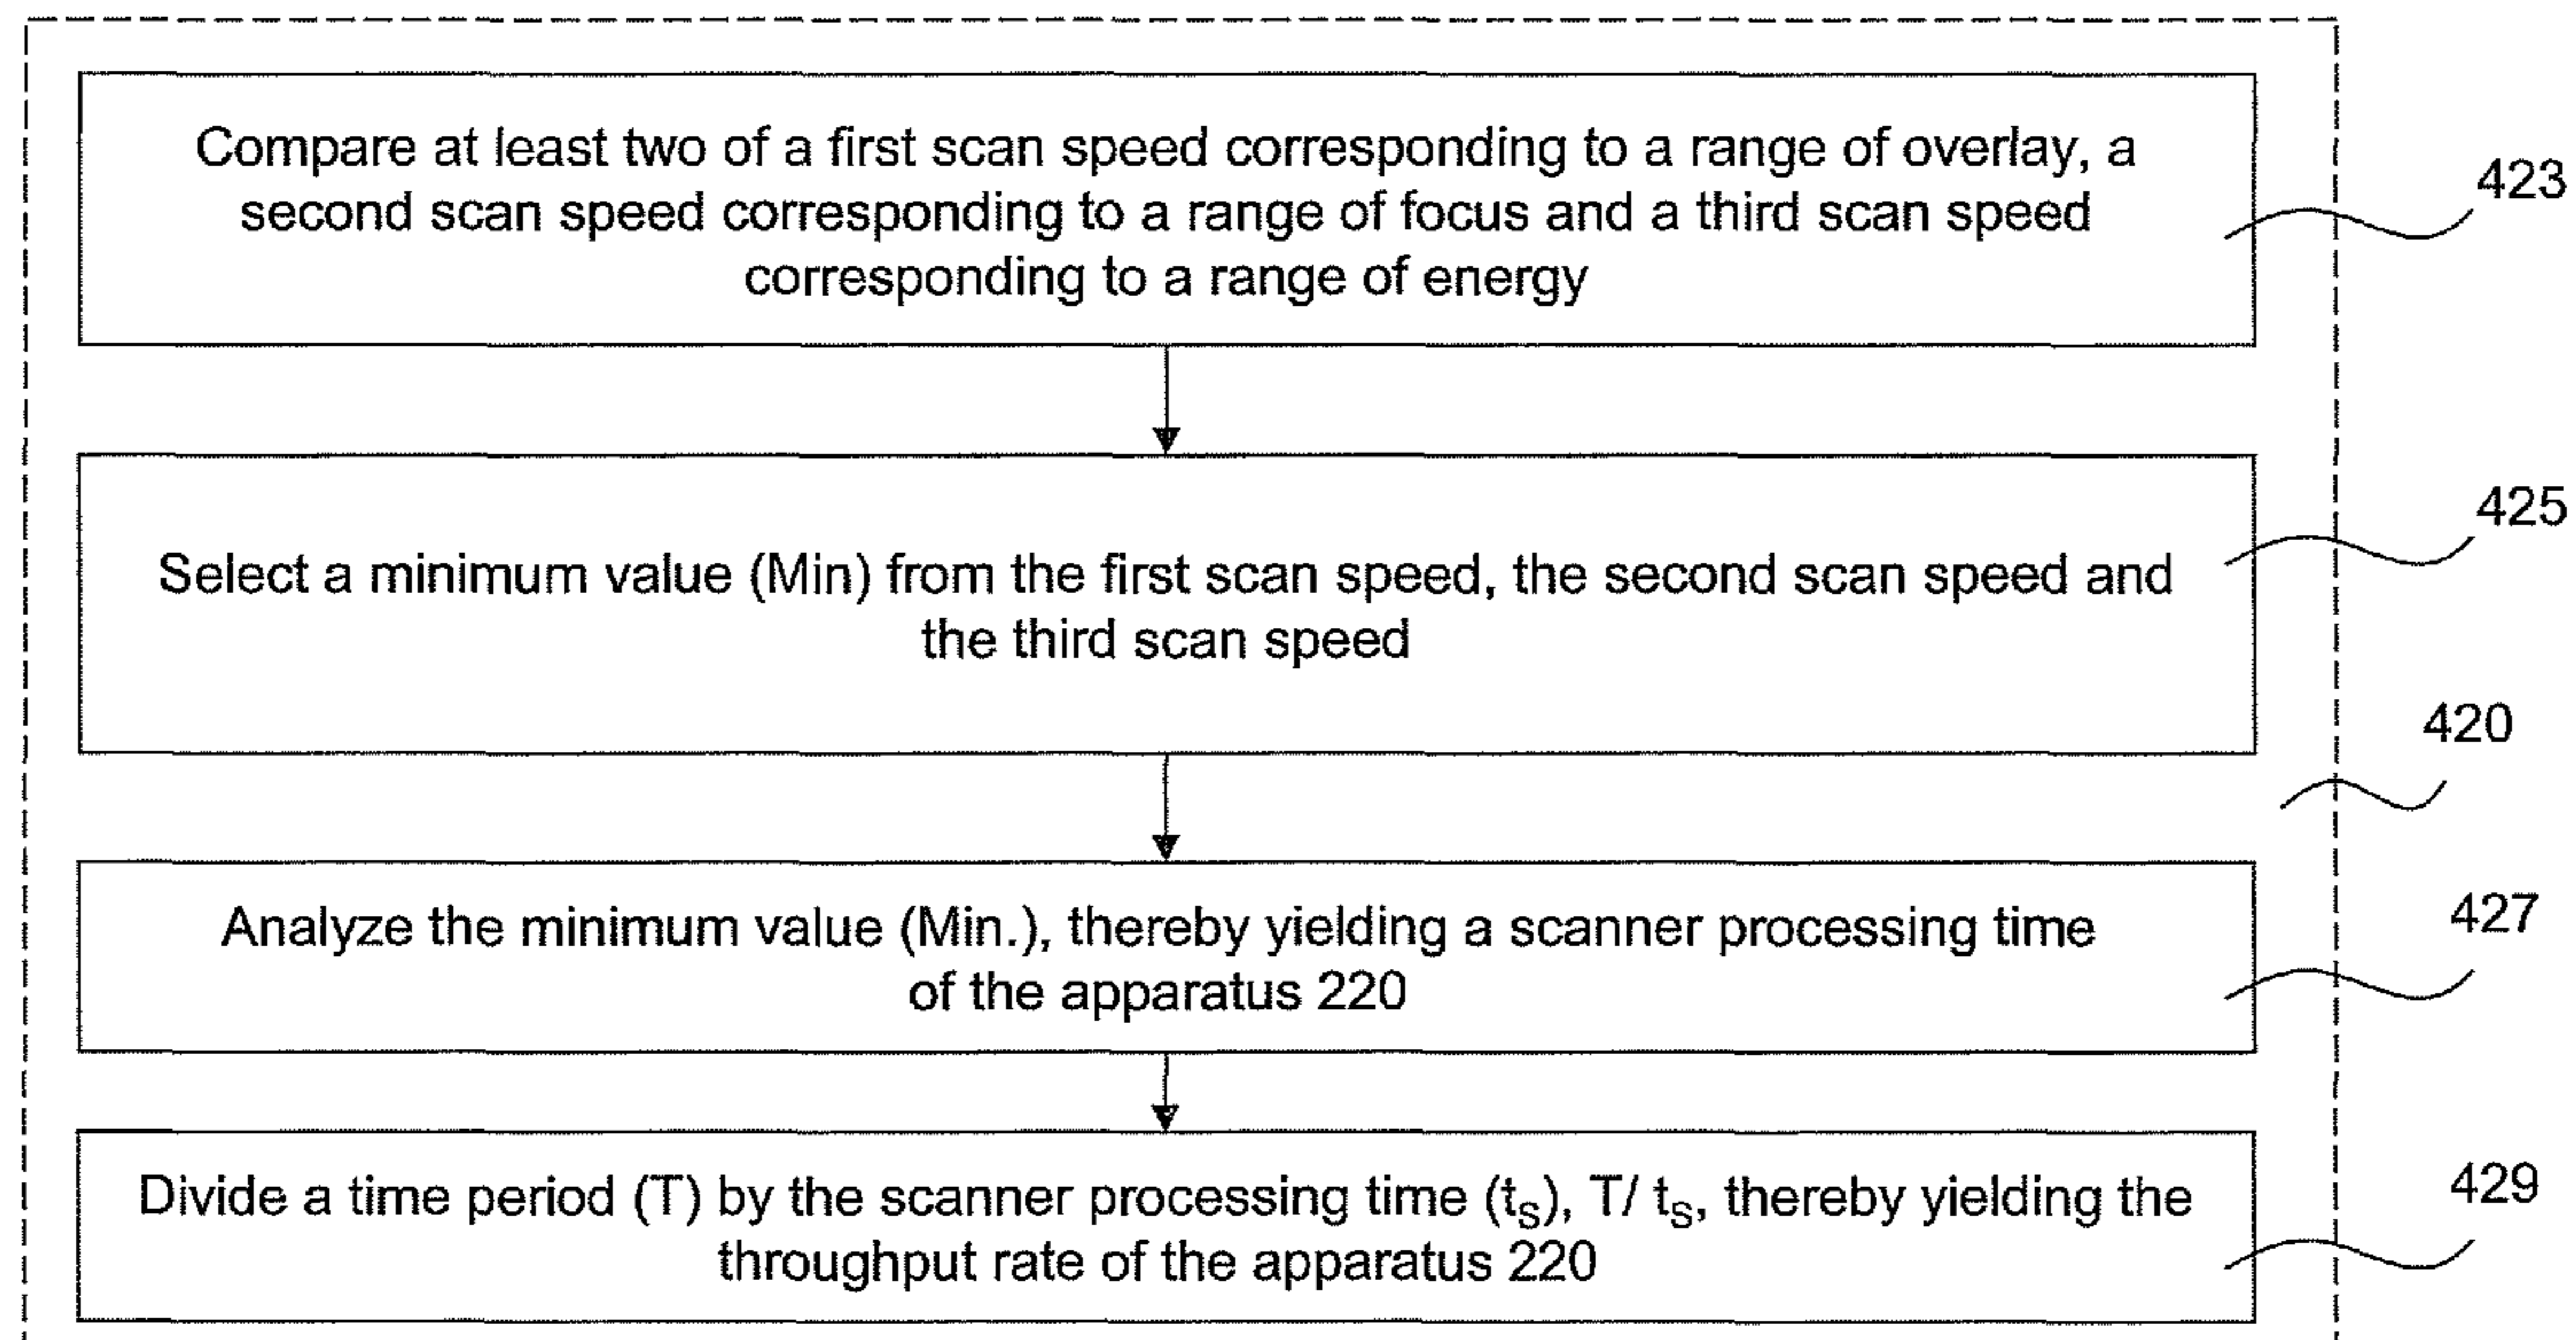 Compare at least two of a first scan speed corresponding to a range of overlay, a
second scan speed corresponding to a range of focus and a third scan speed
corresponding to a range of energy
423
Select a minimum value (Min) from the first scan speed, the second scan speed and
the third scan speed
425
420
Analyze the minimum value (Min.), thereby yielding a scanner processing time
of the apparatus 220
427
Divide a time period (T) by the scanner processing time (tS), T/ tS, thereby yielding the
throughput rate of the apparatus 220
429